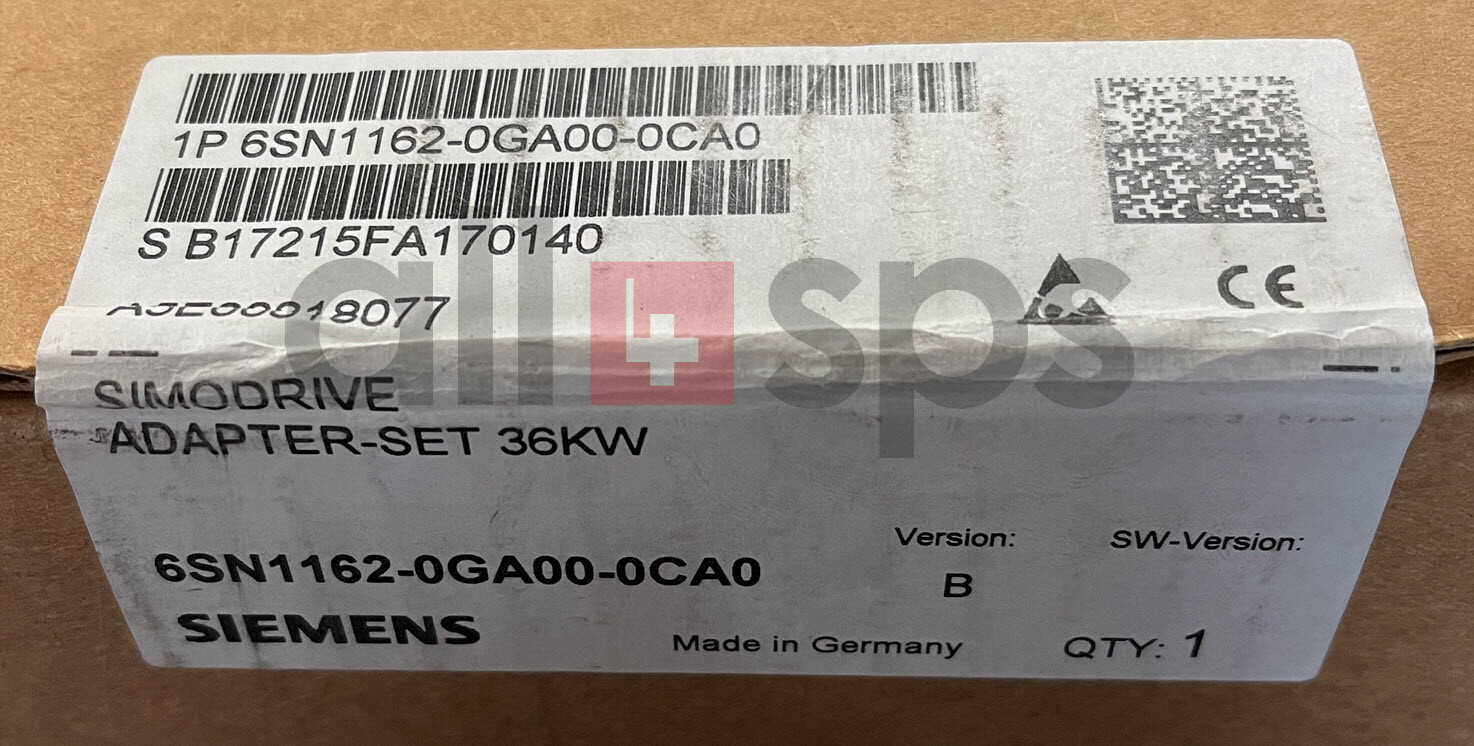 1P 6SN1162-0GA00-0CA0
S B17215FA170140
A5E00018077
all4sps
SIMODRIVE
ADAPTER-SET 36KW
Version: SW-Version:
6SN1162-0GA00-0CA0 B
SIEMENS
Made in Germany QTY: 1
CE